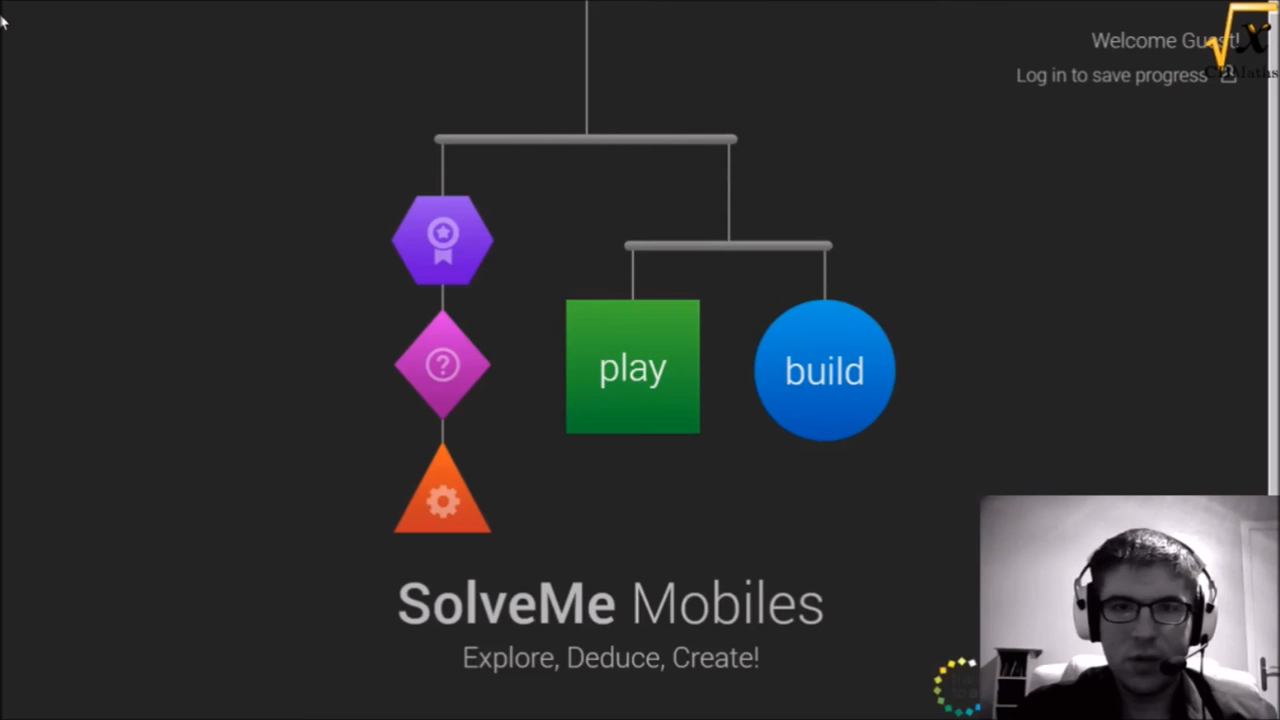 Welcome Guest!
Log in to save progress
play
build
SolveMe Mobiles
Explore, Deduce, Create!